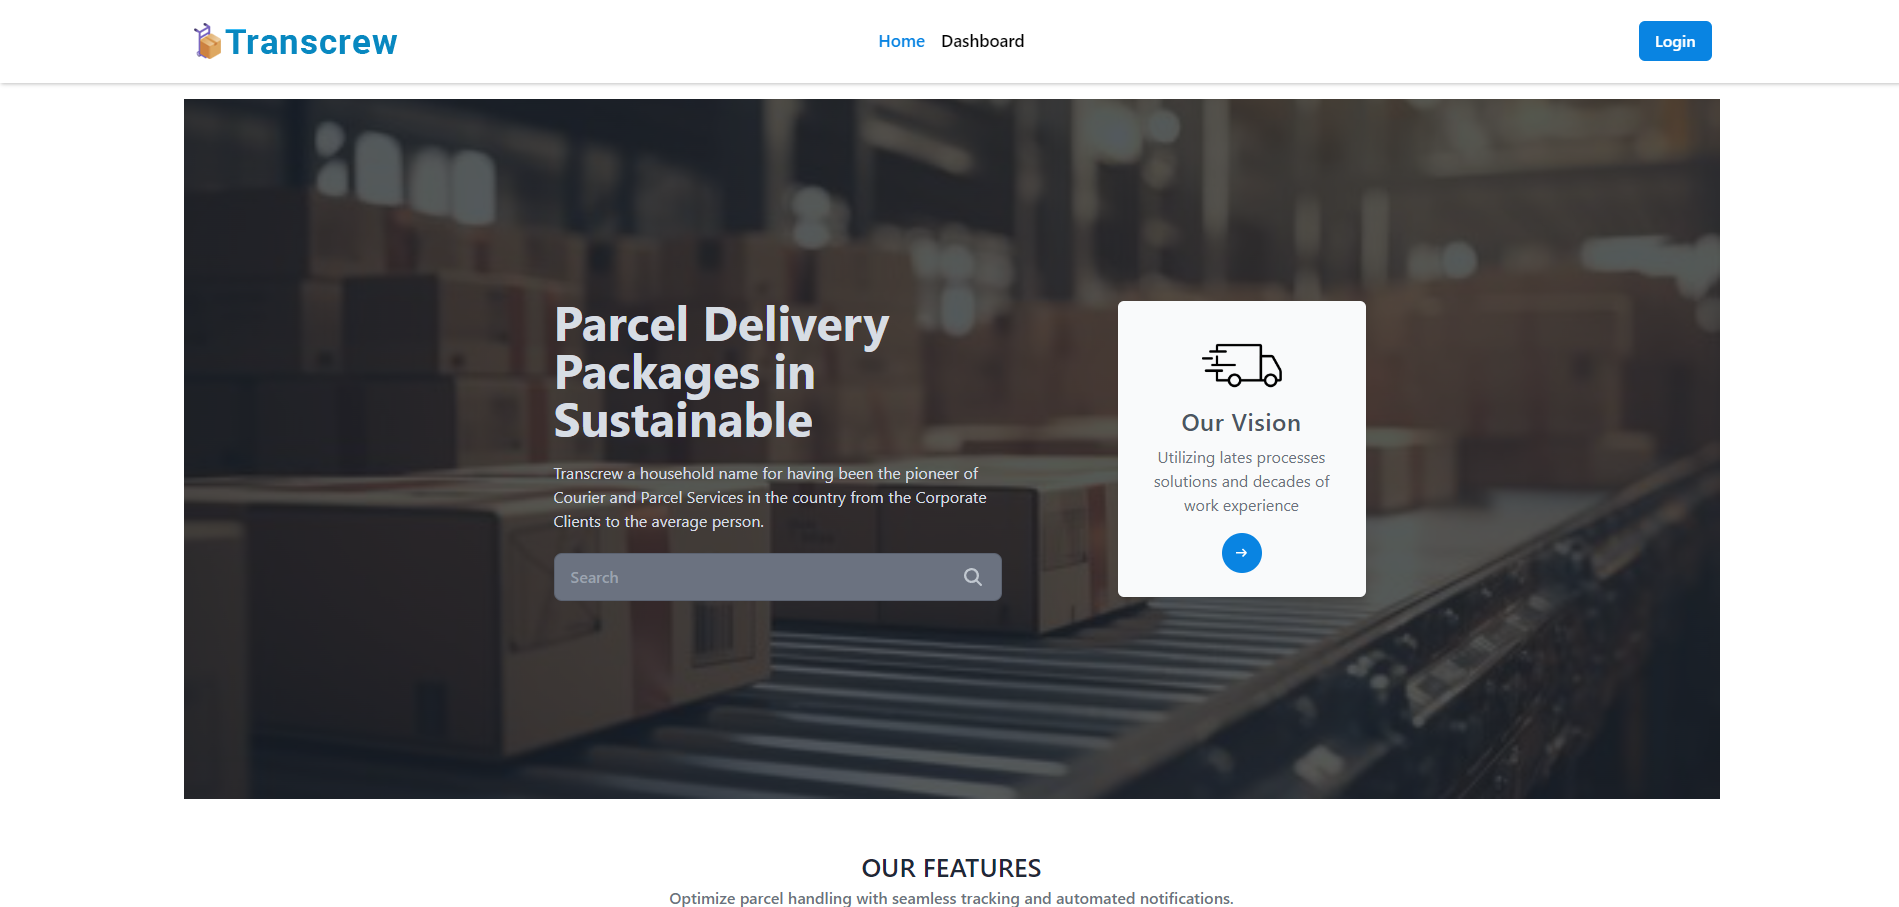 Transcrew
Home Dashboard
Login
Parcel Delivery
Packages in
Sustainable
Transcrew a household name for having been the pioneer of
Courier and Parcel Services in the country from the Corporate
Clients to the average person.
Search
Our Vision
Utilizing lates processes
solutions and decades of
work experience
OUR FEATURES
Optimize parcel handling with seamless tracking and automated notifications.